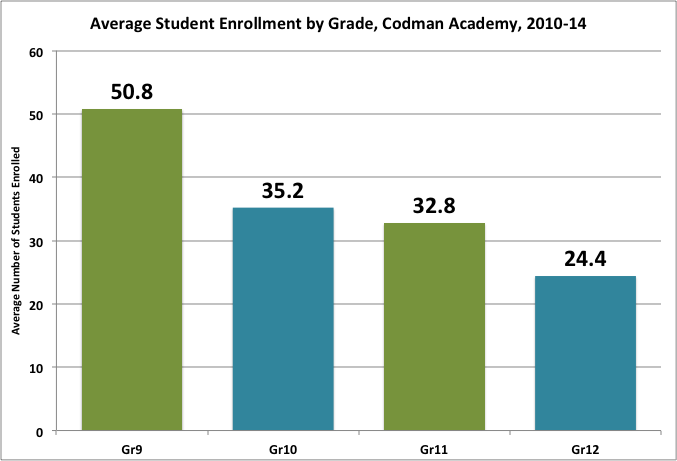 Average Student Enrollment by Grade, Codman Academy, 2010-14
Average Number of Students Enrolled
60
50
40
30
20
10
0
50.8
35.2
32.8
24.4
Gr9
Gr10
Gr11
Gr12